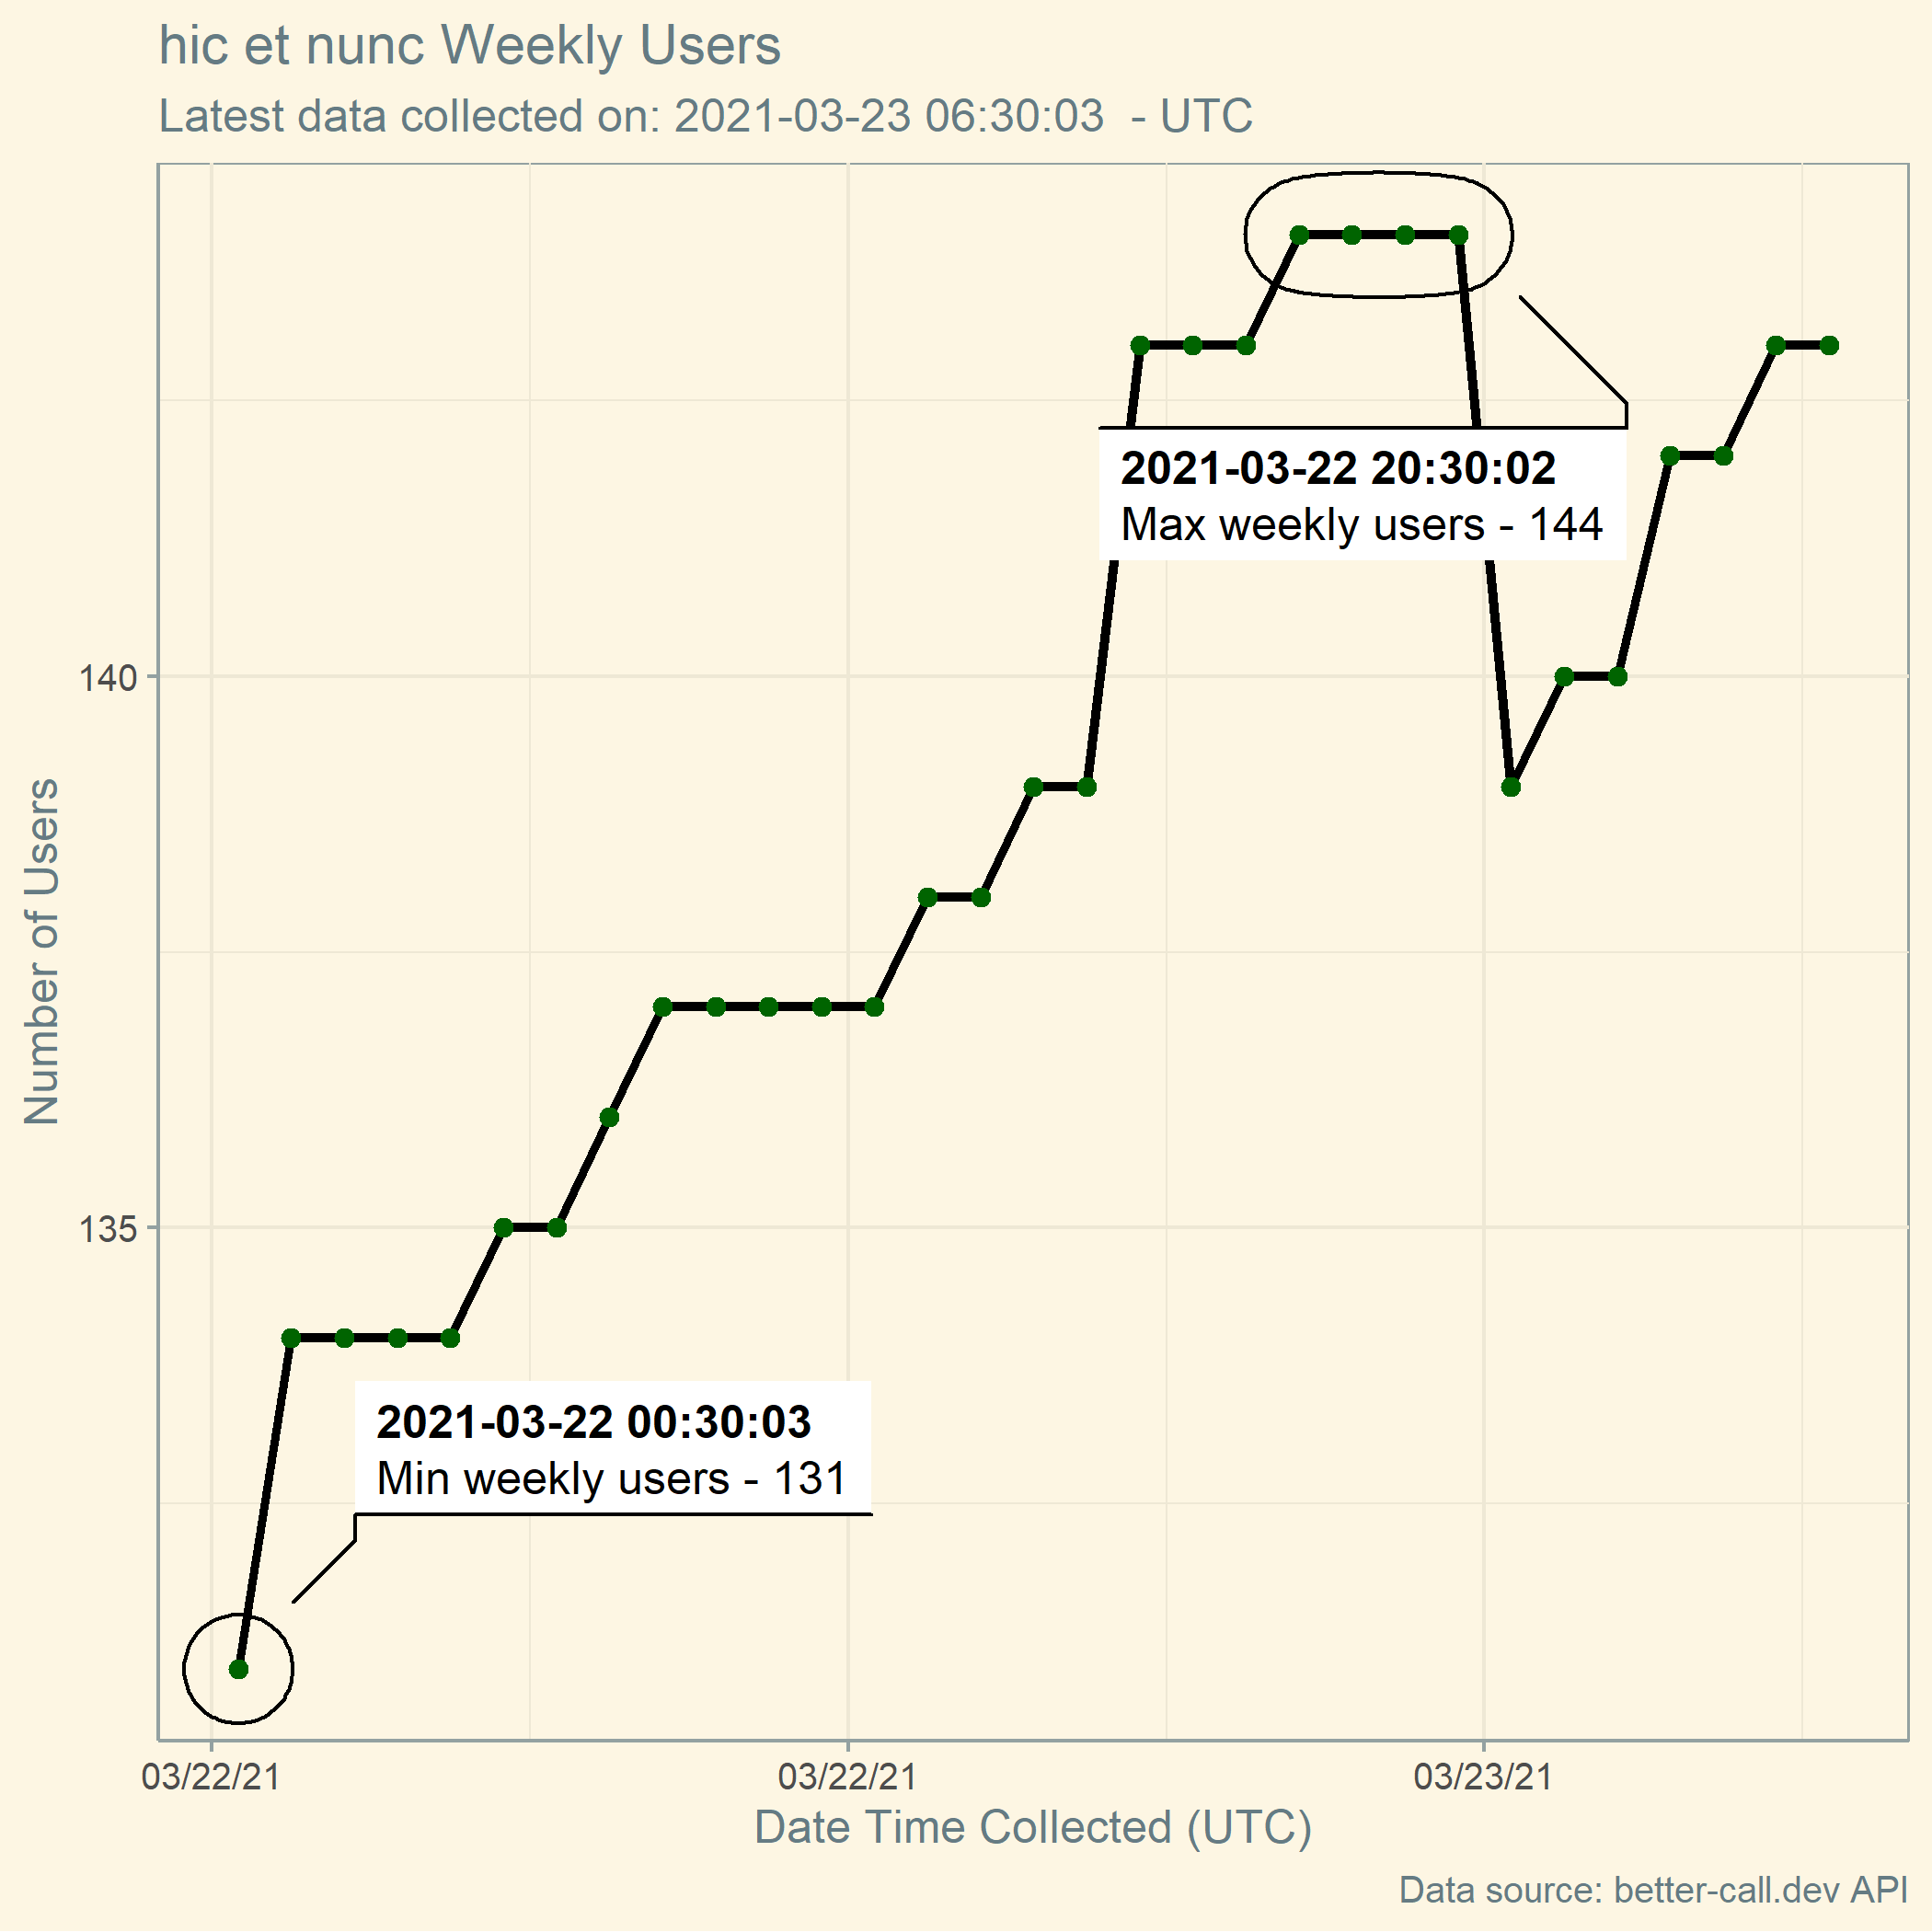 hic et nunc Weekly Users
Latest data collected on: 2021-03-23 06:30:03  - UTC
2021-03-22 20:30:02
Max weekly users - 144
140
Number of Users
135
2021-03-22 00:30:03
Min weekly users - 131
03/22/21 03/22/21 03/23/21
Date Time Collected (UTC)
Data source: better-call.dev API